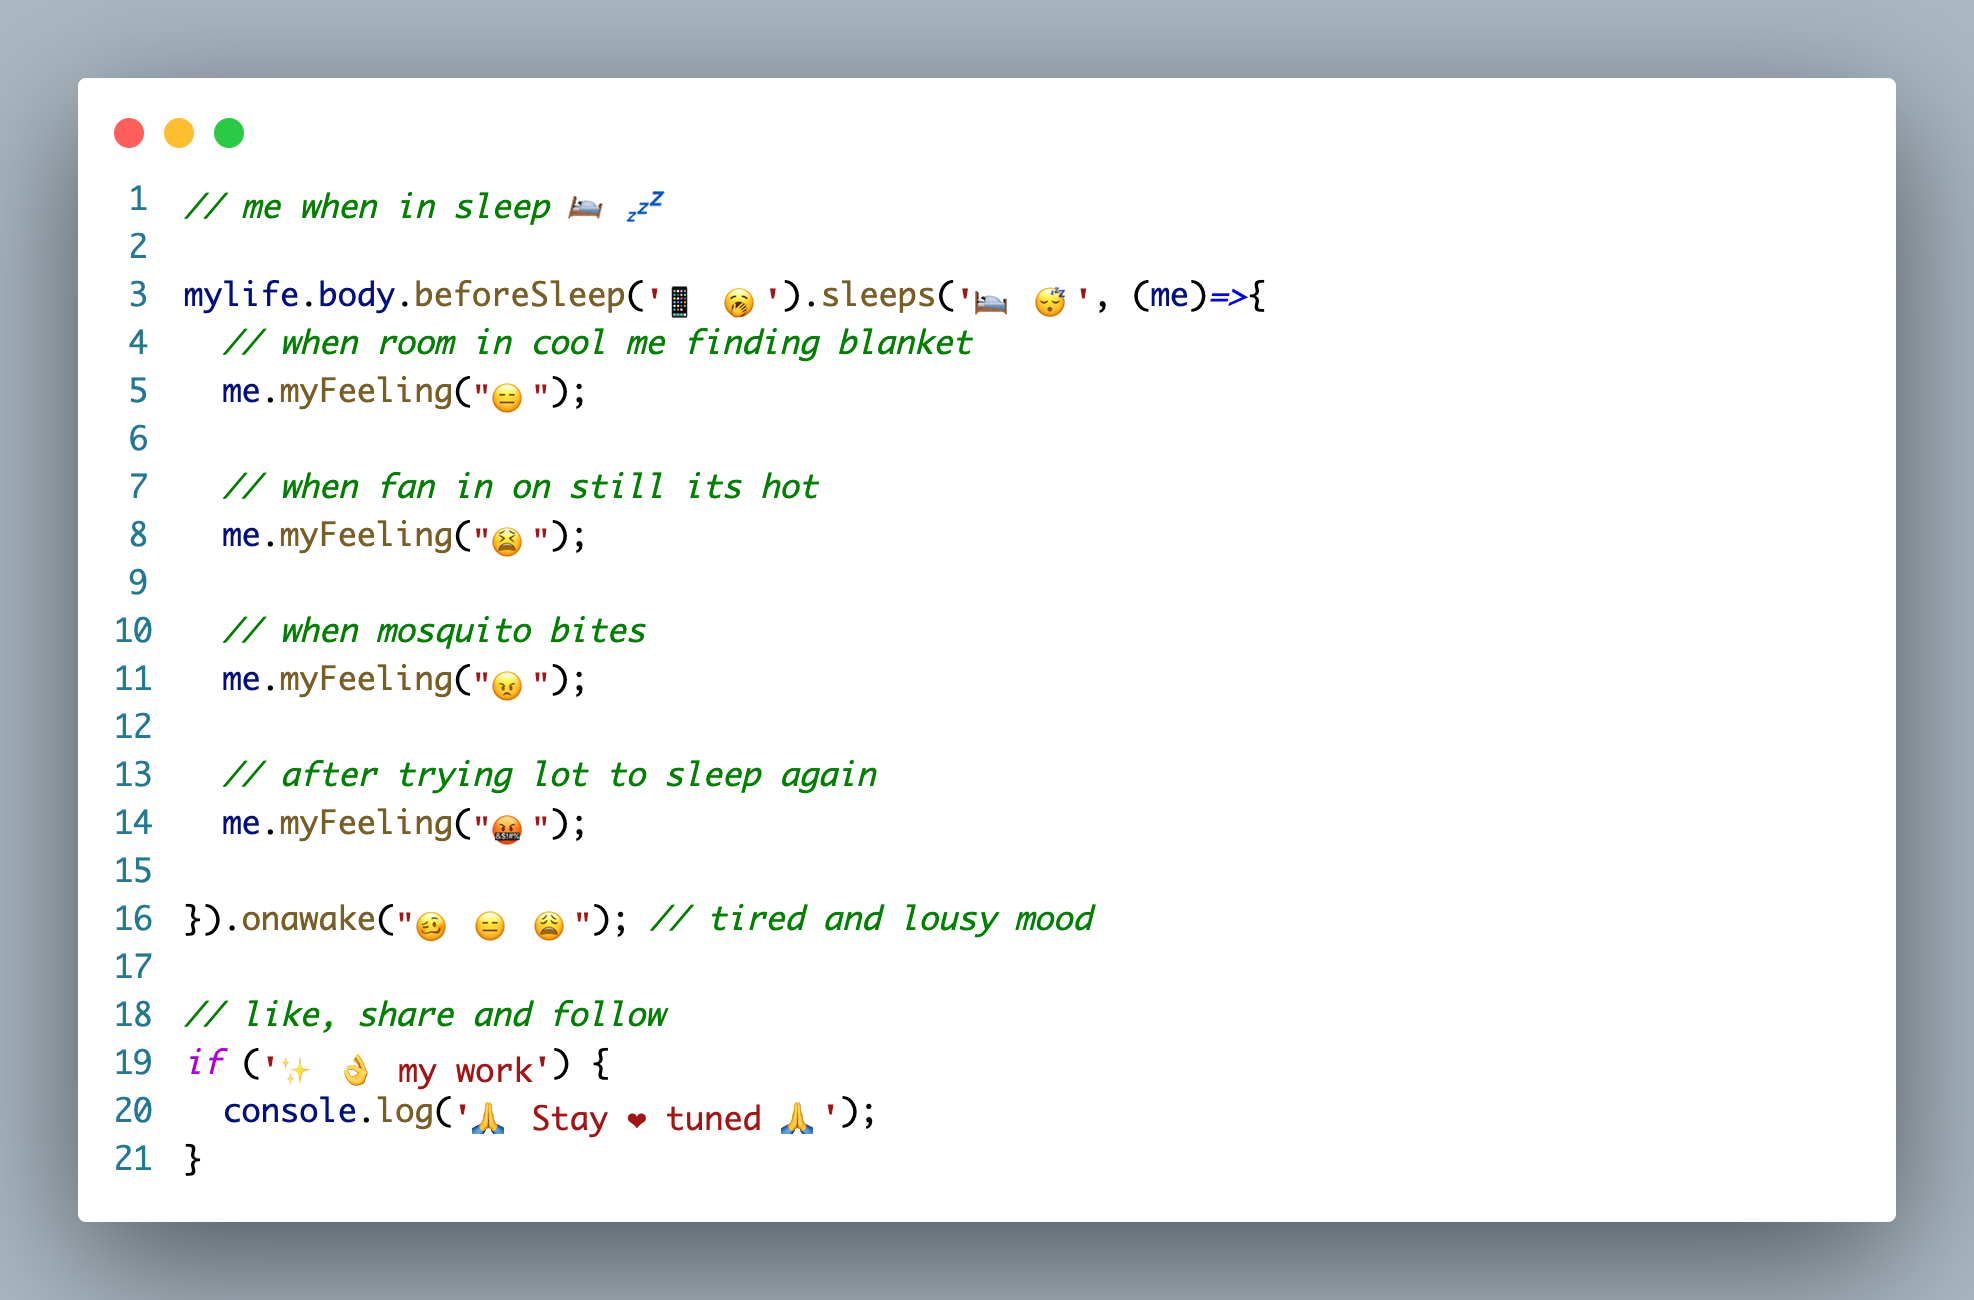 1 // me when in sleep 🛌 💤
2
3 mylife.body.beforeSleep('📱 🥱').sleeps('🛌 😴', (me)=>{
4   // when room in cool me finding blanket
5   me.myFeeling("😑");
6
7   // when fan in on still its hot
8   me.myFeeling("😫");
9
10   // when mosquito bites
11   me.myFeeling("😠");
12
13   // after trying lot to sleep again
14   me.myFeeling("🤬");
15
16 }).onawake("🥴 😑 😩"); // tired and lousy mood
17
18 // like, share and follow
19 if ('✨ 👌 my work') {
20   console.log('🙏 Stay ❤ tuned 🙏');
21 }